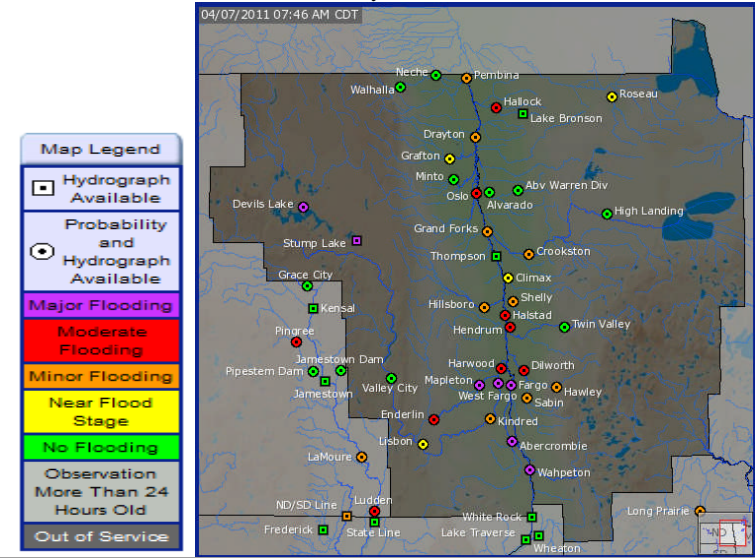 04/07/2011 07:46 AM CDT
Map Legend
Hydrograph
Available
Probability
and
Hydrograph
Available
Major Flooding
Moderate
Flooding
Minor Flooding
Near Flood
Stage
No Flooding
Observation
More Than 24
Hours Old
Out of Service
Neche
Pembina
Walhalla
Roseau
Hallock
Lake Bronson
Drayton
Grafton
Minto
Abv Warren Div
Oslo
Alvarado
Devils Lake
High Landing
Grand Forks
Stump Lake
Crookston
Thompson
Grace City
Climax
Shelly
Hillsboro
Kensal
Halstad
Hendrum
Twin Valley
Pingree
Jamestown Dam
Harwood
Dilworth
Pipestem Dam
Mapleton
Fargo
Jamestown
Valley City
West Fargo
Hawley
Sabin
Enderlin
Kindred
Lisbon
Abercrombie
LaMoure
Wahpeton
Ludden
ND/SD Line
Long Prairie
White Rock
Frederick
State Line
Lake Traverse
Wheaton
ND
SD